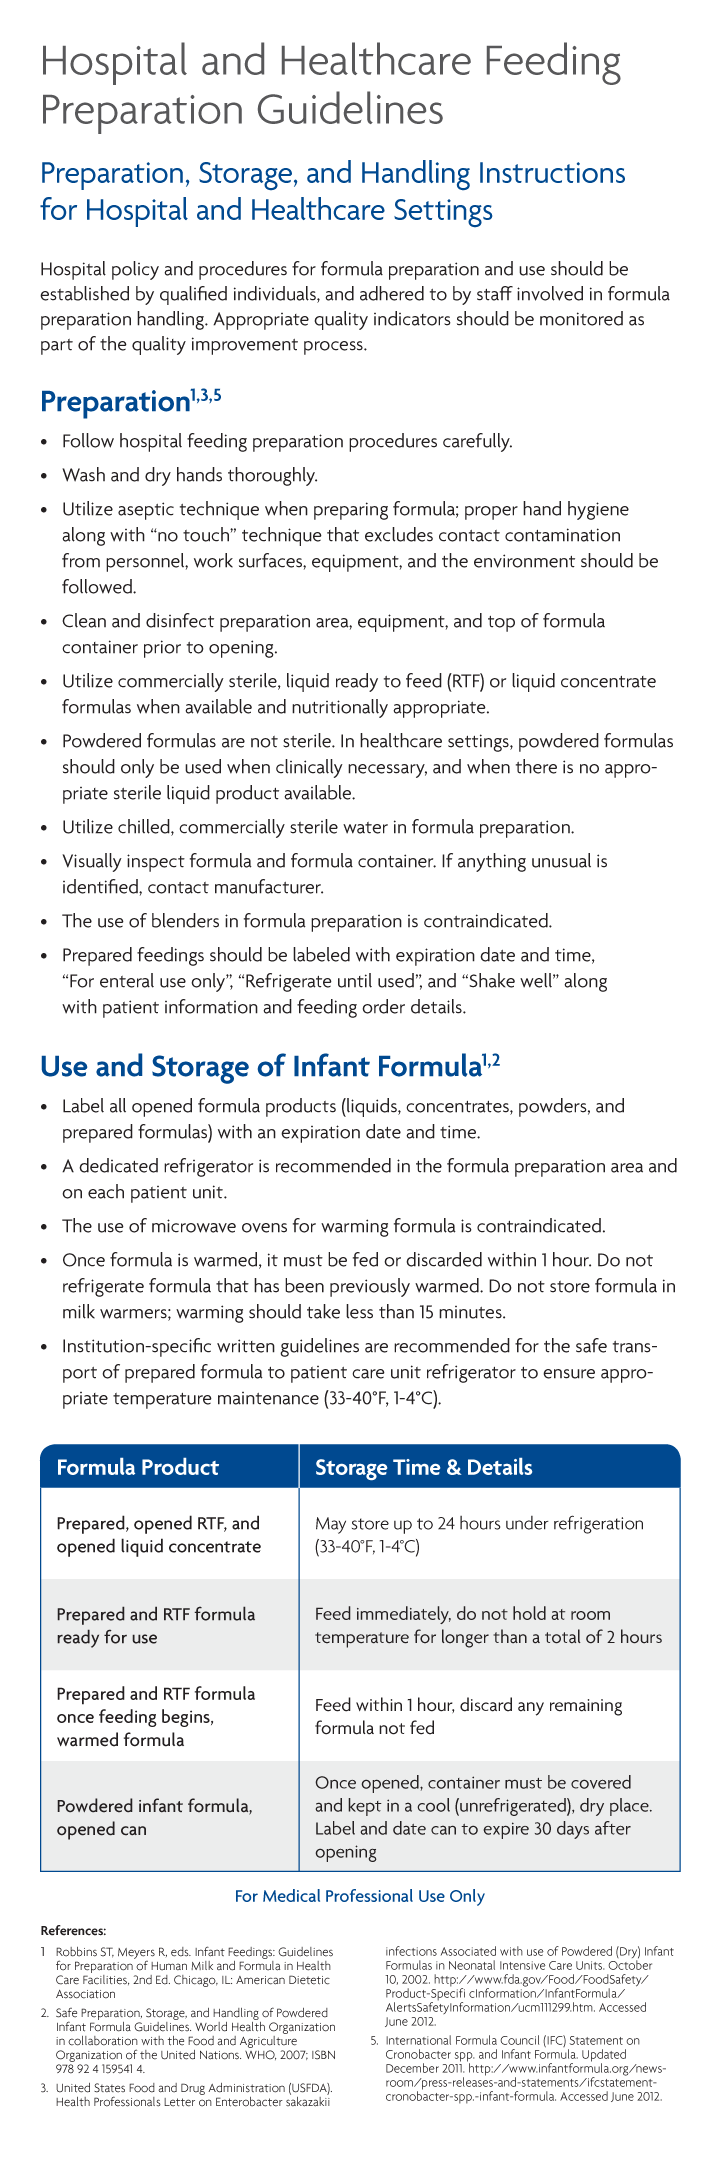 Hospital and Healthcare Feeding
Preparation Guidelines
Preparation, Storage, and Handling Instructions
for Hospital and Healthcare Settings
Hospital policy and procedures for formula preparation and use should be
established by qualified individuals, and adhered to by staff involved in formula
preparation handling. Appropriate quality indicators should be monitored as
part of the quality improvement process.
Preparation1,3,5
• Follow hospital feeding preparation procedures carefully.
• Wash and dry hands thoroughly.
• Utilize aseptic technique when preparing formula; proper hand hygiene
along with “no touch” technique that excludes contact contamination
from personnel, work surfaces, equipment, and the environment should be
followed.
• Clean and disinfect preparation area, equipment, and top of formula
container prior to opening.
• Utilize commercially sterile, liquid ready to feed (RTF) or liquid concentrate
formulas when available and nutritionally appropriate.
• Powdered formulas are not sterile. In healthcare settings, powdered formulas
should only be used when clinically necessary, and when there is no appro-
priate sterile liquid product available.
• Utilize chilled, commercially sterile water in formula preparation.
• Visually inspect formula and formula container. If anything unusual is
identified, contact manufacturer.
• The use of blenders in formula preparation is contraindicated.
• Prepared feedings should be labeled with expiration date and time,
“For enteral use only”, “Refrigerate until used”, and “Shake well” along
with patient information and feeding order details.
Use and Storage of Infant Formula1,2
• Label all opened formula products (liquids, concentrates, powders, and
prepared formulas) with an expiration date and time.
• A dedicated refrigerator is recommended in the formula preparation area and
on each patient unit.
• The use of microwave ovens for warming formula is contraindicated.
• Once formula is warmed, it must be fed or discarded within 1 hour. Do not
refrigerate formula that has been previously warmed. Do not store formula in
milk warmers; warming should take less than 15 minutes.
• Institution-specific written guidelines are recommended for the safe trans-
port of prepared formula to patient care unit refrigerator to ensure appro-
priate temperature maintenance (33-40°F, 1-4°C).
Formula Product
Storage Time & Details
Prepared, opened RTF, and
opened liquid concentrate
May store up to 24 hours under refrigeration
(33-40°F, 1-4°C)
Prepared and RTF formula
ready for use
Feed immediately, do not hold at room
temperature for longer than a total of 2 hours
Prepared and RTF formula
once feeding begins,
warmed formula
Feed within 1 hour, discard any remaining
formula not fed
Powdered infant formula,
opened can
Once opened, container must be covered
and kept in a cool (unrefrigerated), dry place.
Label and date can to expire 30 days after
opening
For Medical Professional Use Only
References:
1 Robbins ST, Meyers R, eds. Infant Feedings: Guidelines
for Preparation of Human Milk and Formula in Health
Care Facilities, 2nd Ed. Chicago, IL: American Dietetic
Association
2. Safe Preparation, Storage, and Handling of Powdered
Infant Formula Guidelines. World Health Organization
in collaboration with the Food and Agriculture
Organization of the United Nations. WHO, 2007; ISBN
978 92 4 159541 4.
3. United States Food and Drug Administration (USFDA).
Health Professionals Letter on Enterobacter sakazakii
infections Associated with use of Powdered (Dry) Infant
Formulas in Neonatal Intensive Care Units. October
10, 2002. http://www.fda.gov/Food/FoodSafety/
Product-Specifi cInformation/InfantFormula/
AlertsSafetyInformation/ucm111299.htm. Accessed
June 2012.
5. International Formula Council (IFC) Statement on
Cronobacter spp. and Infant Formula. Updated
December 2011. http://www.infantformula.org/news-
room/press-releases-and-statements/ifcstatement-
cronobacter-spp.-infant-formula. Accessed June 2012.